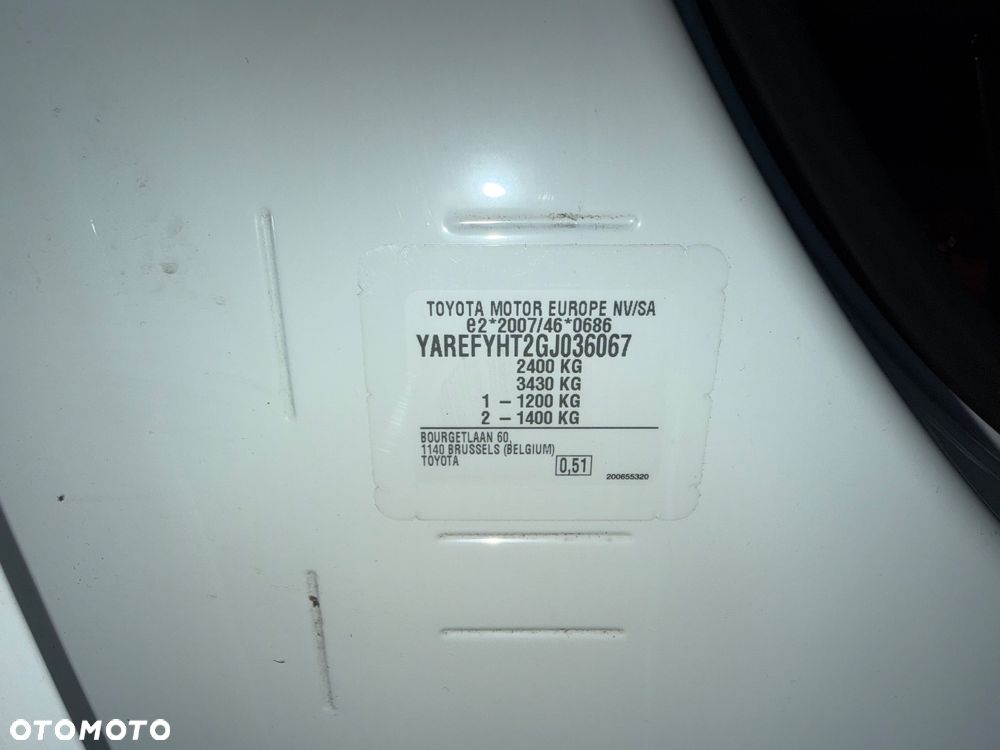 TOYOTA MOTOR EUROPE NV/SA
e2*2007/46*0686
YAREFYHT2GJ036067
2400 KG
3430 KG
1 – 1200 KG
2 – 1400 KG
BOURGETLAAN 60,
1140 BRUSSELS (BELGIUM)
TOYOTA
0,51
200655320
OTOMOTO